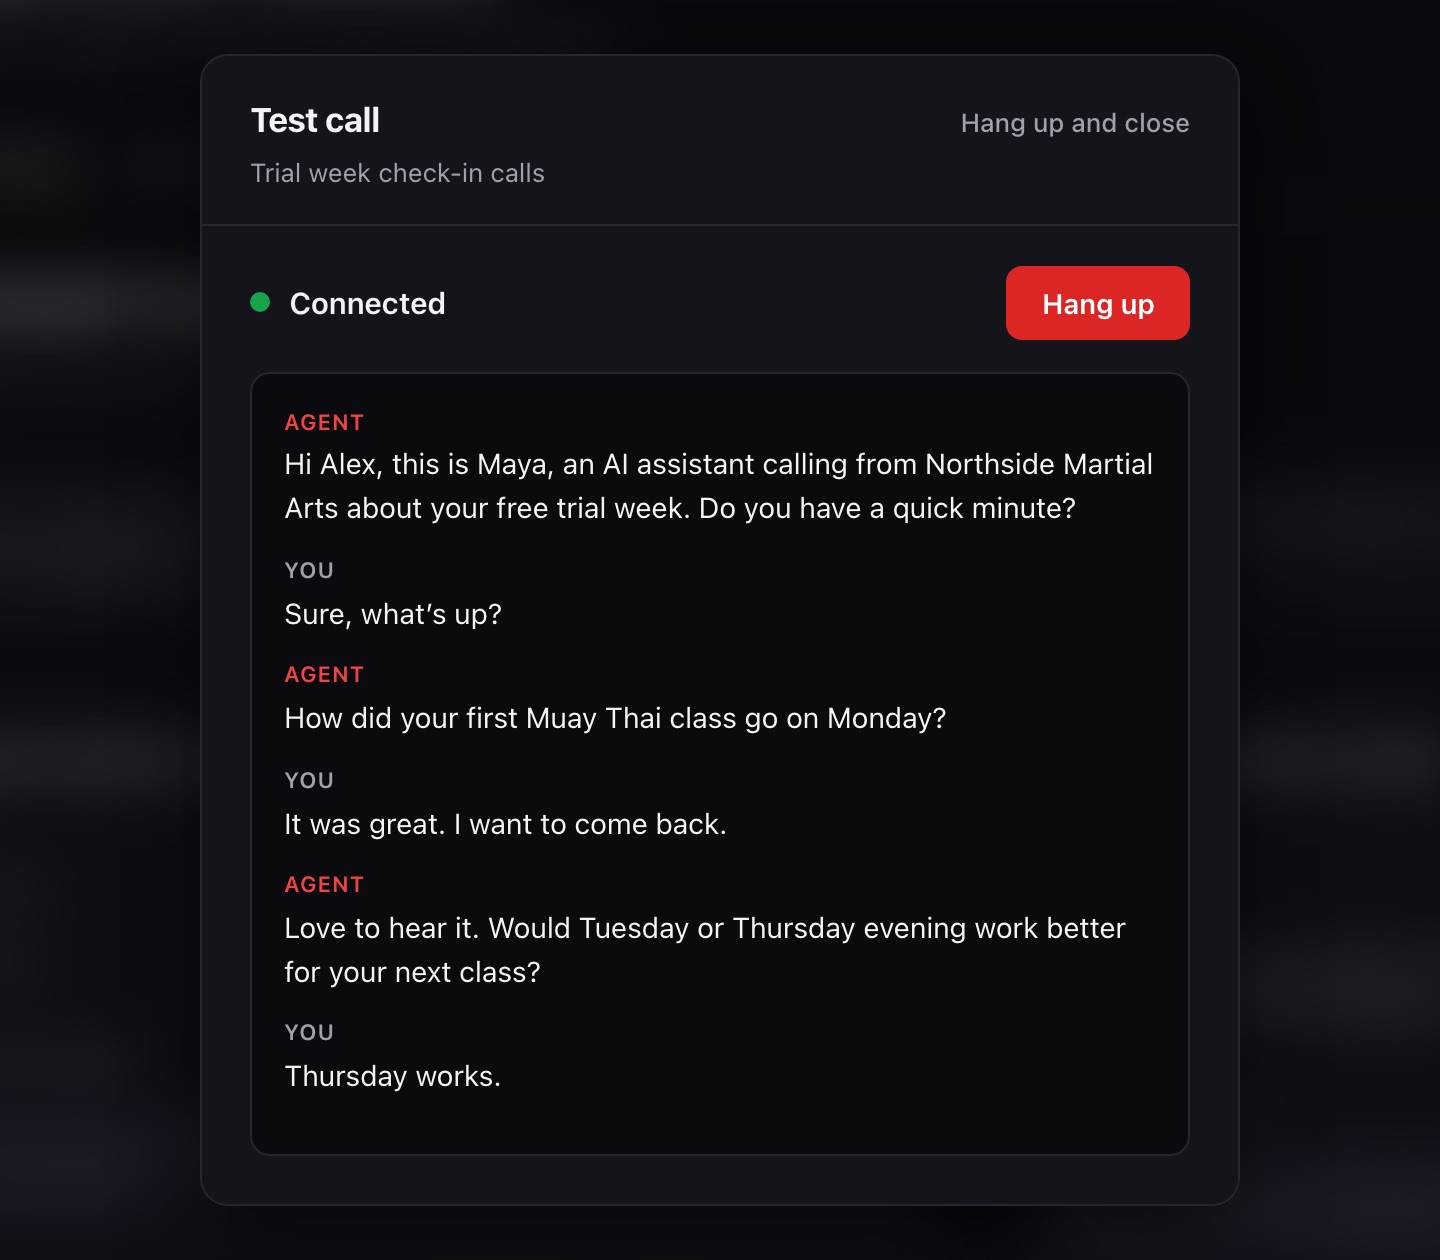 Test call
Hang up and close
Trial week check-in calls
Connected
Hang up
AGENT
Hi Alex, this is Maya, an AI assistant calling from Northside Martial
Arts about your free trial week. Do you have a quick minute?
YOU
Sure, what’s up?
AGENT
How did your first Muay Thai class go on Monday?
YOU
It was great. I want to come back.
AGENT
Love to hear it. Would Tuesday or Thursday evening work better
for your next class?
YOU
Thursday works.